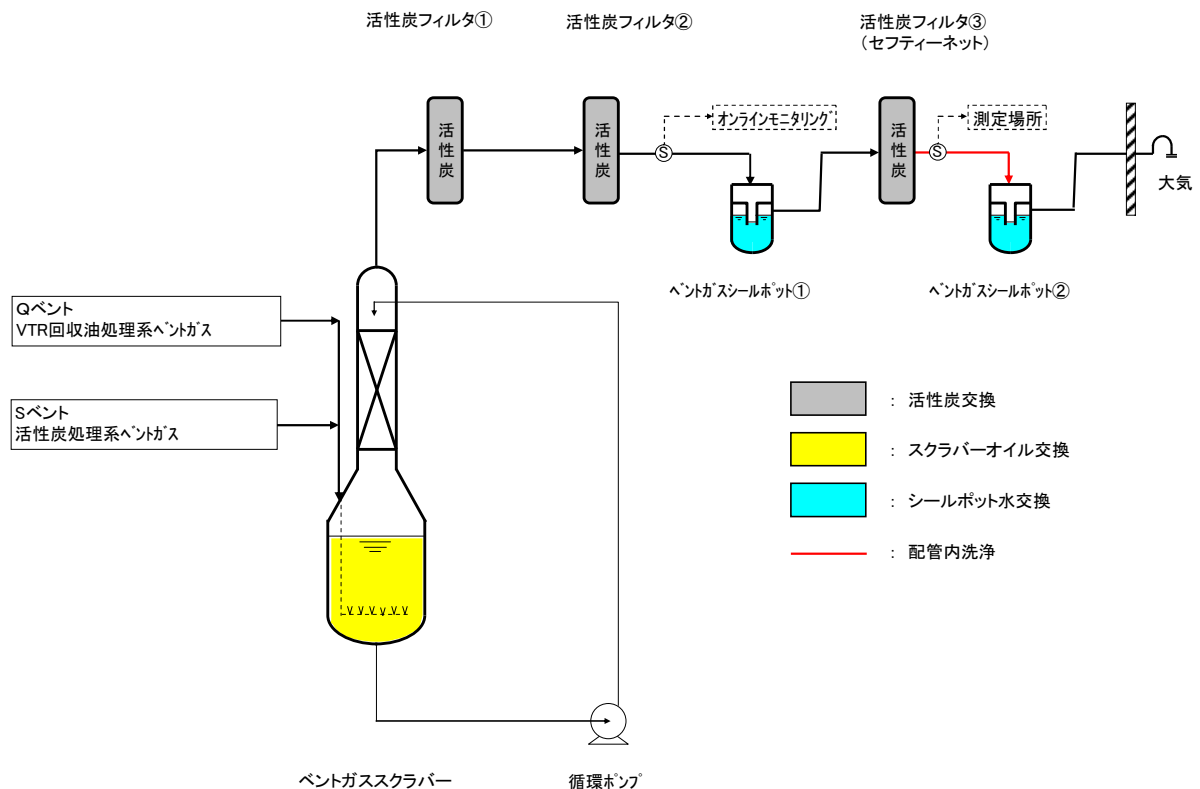 活性炭フィルタ①
活性炭フィルタ②
活性炭フィルタ③
(セフティーネット)
活性炭
活性炭
オンラインモニタリング
S
活性炭
測定場所
S
大気
ベントガスシールポット①
ベントガスシールポット②
Qベント
VTR回収油処理系ベントガス
Sベント
活性炭処理系ベントガス
: 活性炭交換
: スクラバーオイル交換
: シールポット水交換
: 配管内洗浄
ベントガススクラバー
循環ポンプ